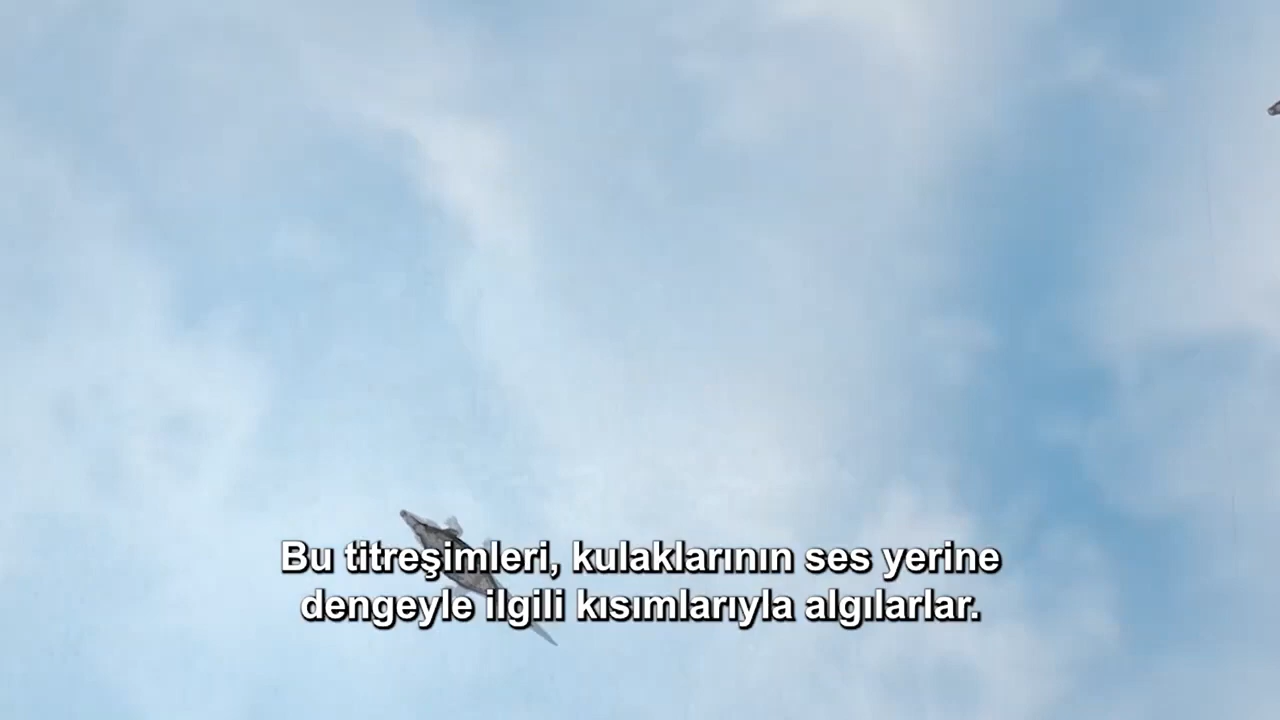 Bu titreşimleri, kulaklarının ses yerine
dengeyle ilgili kısımlarıyla algılarlar.